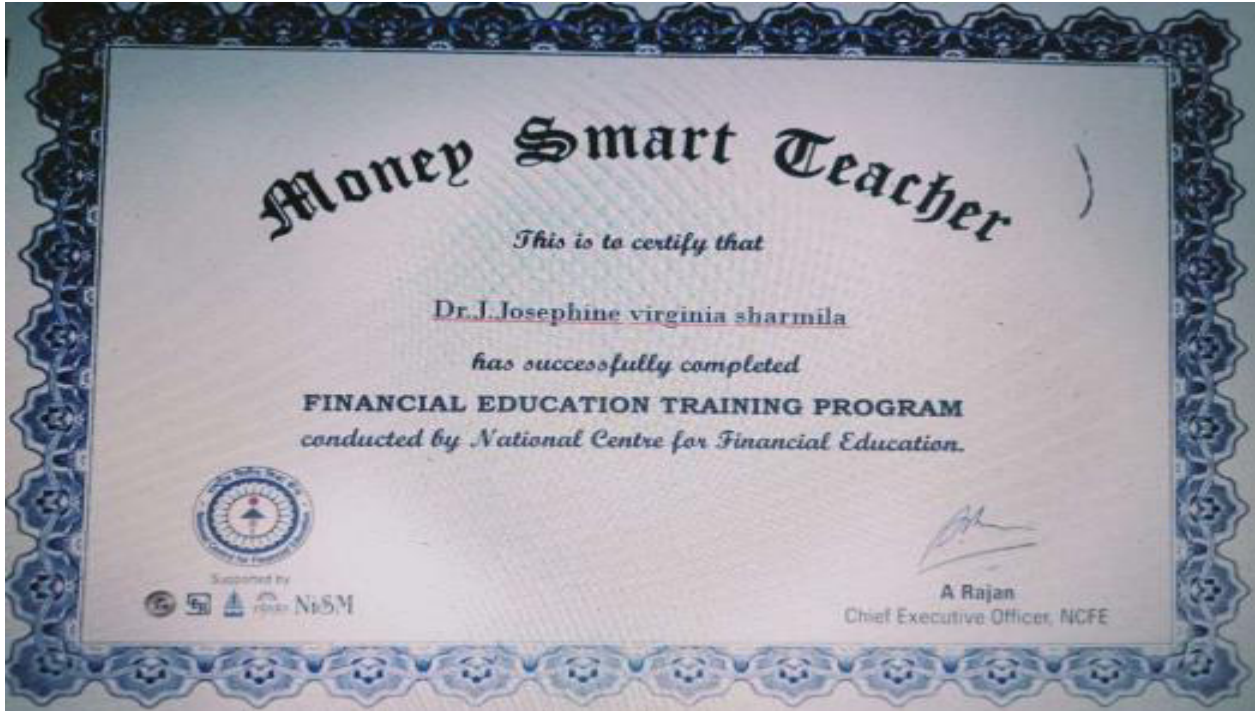 Money Smart Teacher
This is to certify that
Dr.J.Josephine virginia sharmila
has successfully completed
FINANCIAL EDUCATION TRAINING PROGRAM
conducted by National Centre for Financial Education.
Supported by
NISM
A Rajan
Chief Executive Officer, NCFE